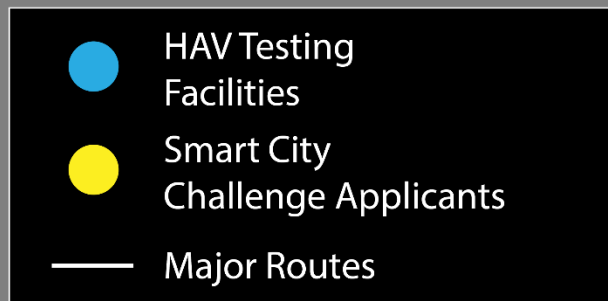 HAV Testing
Facilities
Smart City
Challenge Applicants
Major Routes